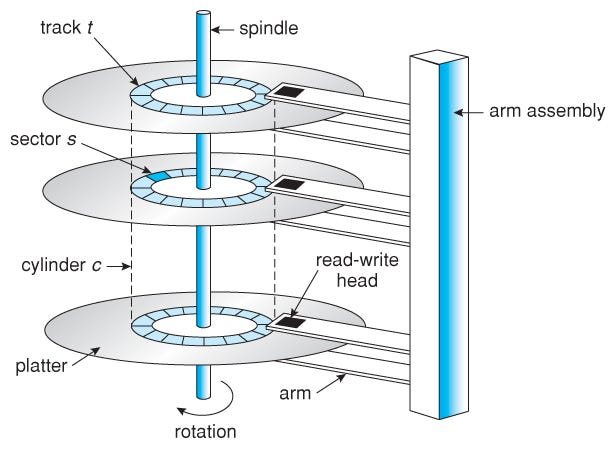 track t
spindle
arm assembly
sector s
cylinder c
read-write
head
platter
arm
rotation